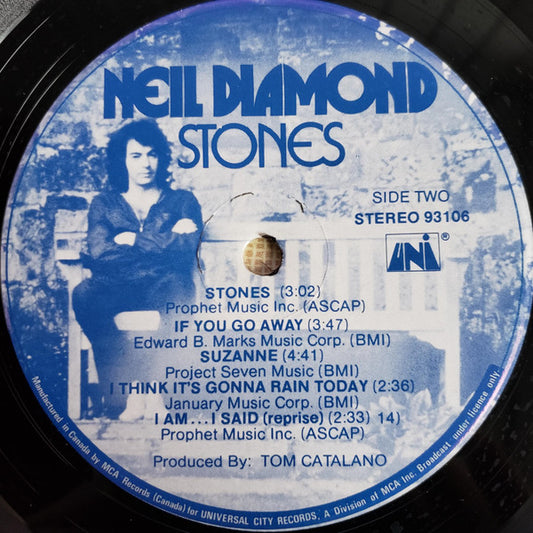 NEIL DIAMOND
STONES
SIDE TWO
STEREO 93106
UNI ®
STONES (3:02)
Prophet Music Inc. (ASCAP)
IF YOU GO AWAY (3:47)
Edward B. Marks Music Corp. (BMI)
SUZANNE (4:41)
Project Seven Music (BMI)
I THINK IT'S GONNA RAIN TODAY (2:36)
January Music Corp. (BMI)
I AM...I SAID (reprise) (2:33) 14)
Prophet Music Inc. (ASCAP)
Produced By: TOM CATALANO
Manufactured in Canada by MCA Records (Canada) for UNIVERSAL CITY RECORDS, A Division of MCA Inc. Broadcast under licence only.